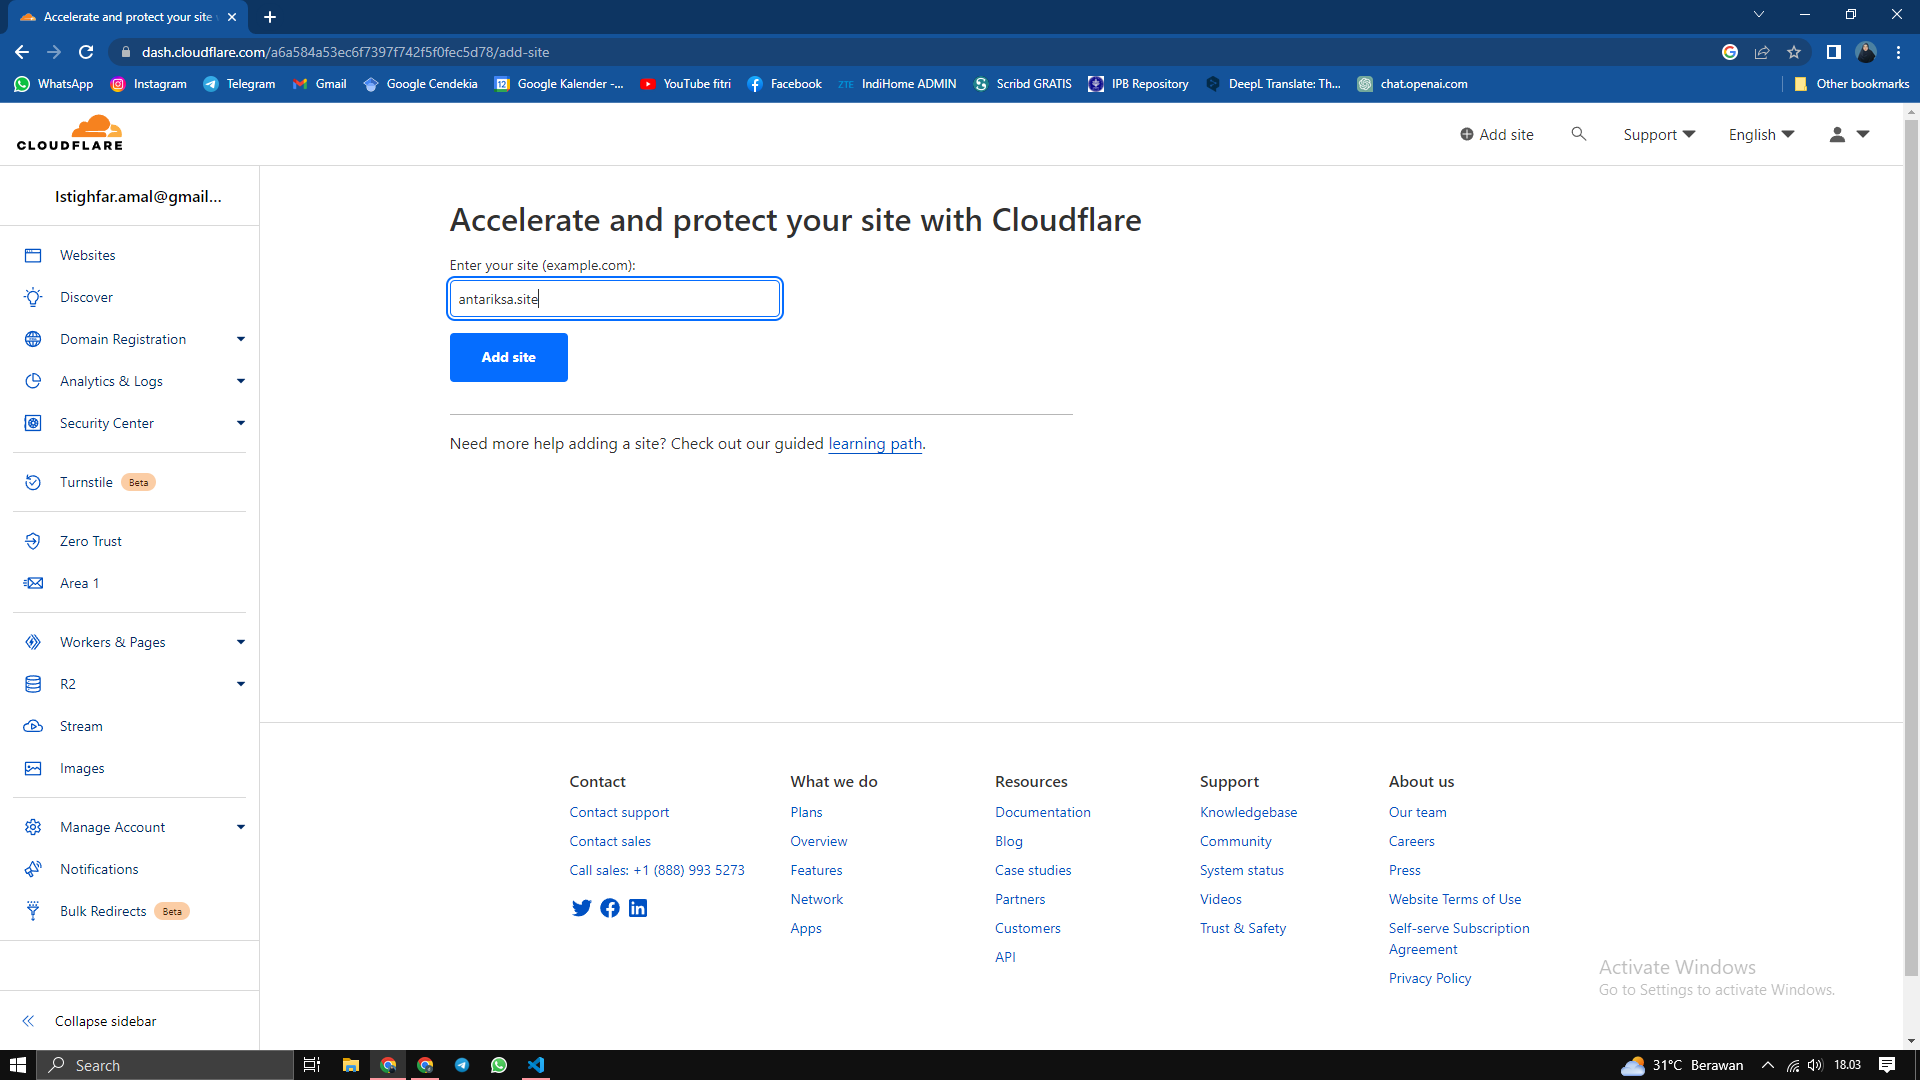 Accelerate and protect your site
dash.cloudflare.com/a6a584a53ec6f7397f742f5f0fec5d78/add-site
WhatsApp
Instagram
Telegram
Gmail
Google Cendekia
Google Kalender -...
YouTube fitri
Facebook
ZTE
IndiHome ADMIN
Scribd GRATIS
IPB Repository
DeepL Translate: Th...
chat.openai.com
Other bookmarks
CLOUDFLARE
Add site
Support
English
Istighfar.amal@gmail...
Websites
Discover
Domain Registration
Analytics & Logs
Security Center
Turnstile Beta
Zero Trust
Area 1
Workers & Pages
R2
Stream
Images
Manage Account
Notifications
Bulk Redirects Beta
Collapse sidebar
Accelerate and protect your site with Cloudflare
Enter your site (example.com):
antariksa.site
Add site
Need more help adding a site? Check out our guided learning path.
Contact
Contact support
Contact sales
Call sales: +1 (888) 993 5273
What we do
Plans
Overview
Features
Network
Apps
Resources
Documentation
Blog
Case studies
Partners
Customers
API
Support
Knowledgebase
Community
System status
Videos
Trust & Safety
About us
Our team
Careers
Press
Website Terms of Use
Self-serve Subscription
Agreement
Privacy Policy
Activate Windows
Go to Settings to activate Windows.
Search
31°C Berawan
18.03